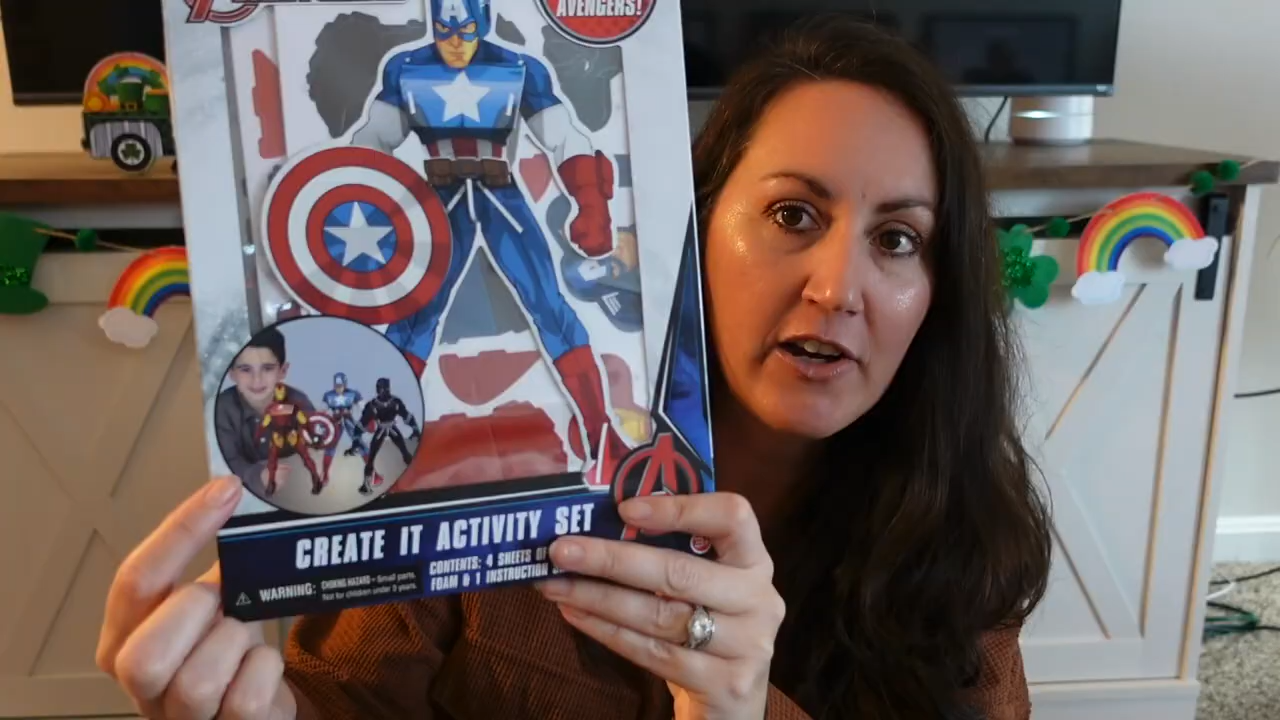 AVENGERS!
CREATE IT ACTIVITY SET
WARNING: CHOKING HAZARD - Small parts.
Not for children under 3 years.
CONTENTS: 4 SHEETS OF
FOAM & 1 INSTRUCTION